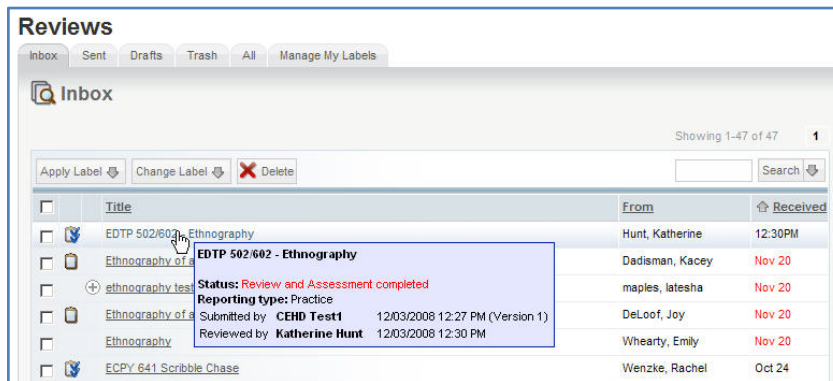 Reviews
Inbox Sent Drafts Trash All Manage My Labels
Inbox
Showing 1-47 of 47 1
Apply Label Change Label Delete Search
Title From Received
EDTP 502/602 - Ethnography Hunt, Katherine 12:30PM
Ethnography of a Dadisman, Kacey Nov 20
ethnography test maples, latesha Nov 20
Ethnography of a DeLoof, Joy Nov 20
Ethnography Whearty, Emily Nov 20
ECPY 641 Scribble Chase Wenzke, Rachel Oct 24
EDTP 502/602 - Ethnography
Status: Review and Assessment completed
Reporting type: Practice
Submitted by CEHD Test1 12/03/2008 12:27 PM (Version 1)
Reviewed by Katherine Hunt 12/03/2008 12:30 PM